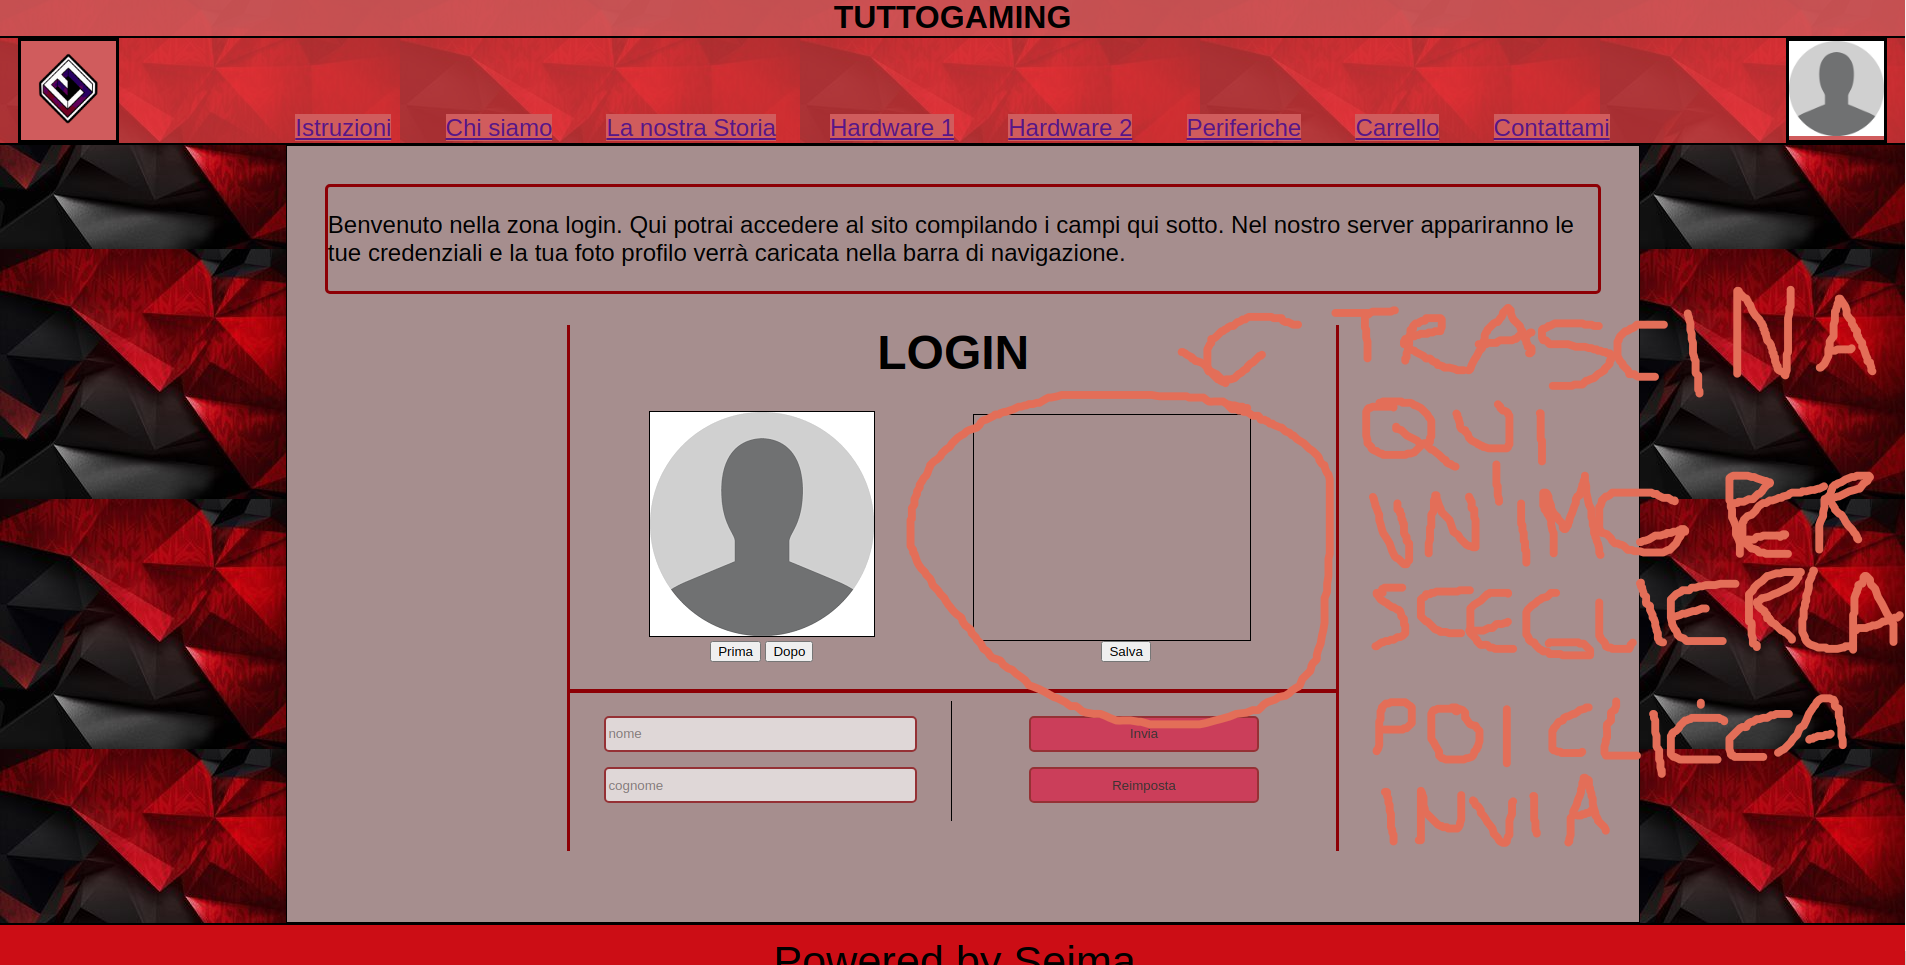 TUTTOGAMING
Istruzioni Chi siamo La nostra Storia Hardware 1 Hardware 2 Periferiche Carrello Contattami
Benvenuto nella zona login. Qui potrai accedere al sito compilando i campi qui sotto. Nel nostro server appariranno le
tue credenziali e la tua foto profilo verrà caricata nella barra di navigazione.
LOGIN
TRASCINA
QUI
UN'IMG PER
SCEGLIERLA
POI CLICCA
INVIA
Prima Dopo
Salva
nome
Invia
cognome
Reimposta
Powered by Seima